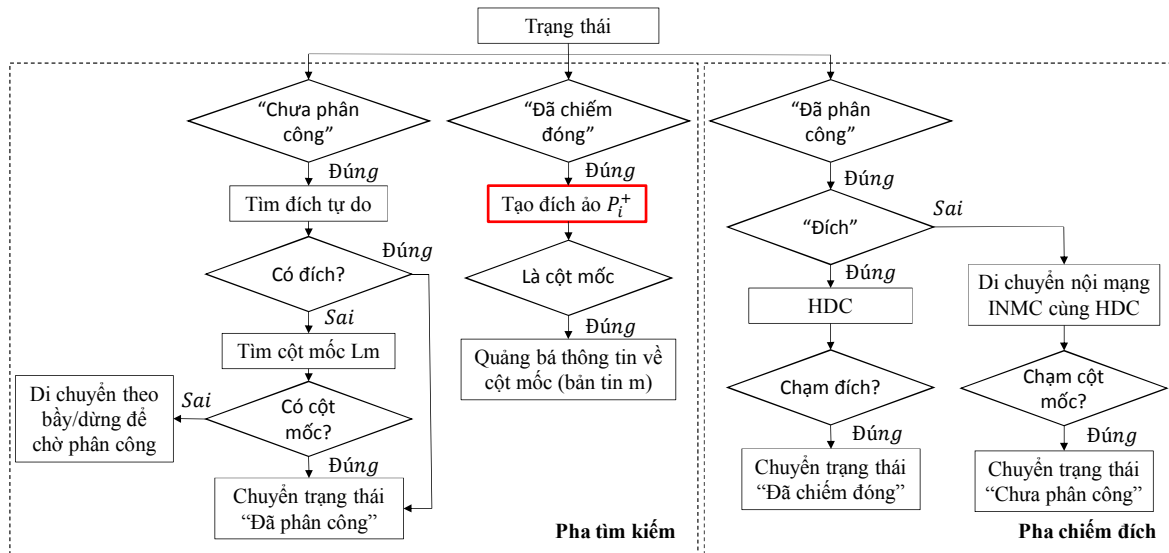 Trạng thái
“Chưa phân
công”
Đúng
Tìm đích tự do
Có đích?
Đúng
Sai
Tìm cột mốc Lm
Có cột
mốc?
Sai
Di chuyển theo
bầy/dừng để
chờ phân công
Đúng
Chuyển trạng thái
“Đã phân công”
“Đã chiếm
đóng”
Đúng
Tạo đích ảo P_i^+
Là cột mốc
Đúng
Quảng bá thông tin về
cột mốc (bản tin m)
Pha tìm kiếm
“Đã phân
công”
Đúng
“Đích”
Sai
Đúng
HDC
Chạm đích?
Đúng
Chuyển trạng thái
“Đã chiếm đóng”
Di chuyển nội mạng
INMC cùng HDC
Chạm cột
mốc?
Đúng
Chuyển trạng thái
“Chưa phân công”
Pha chiếm đích